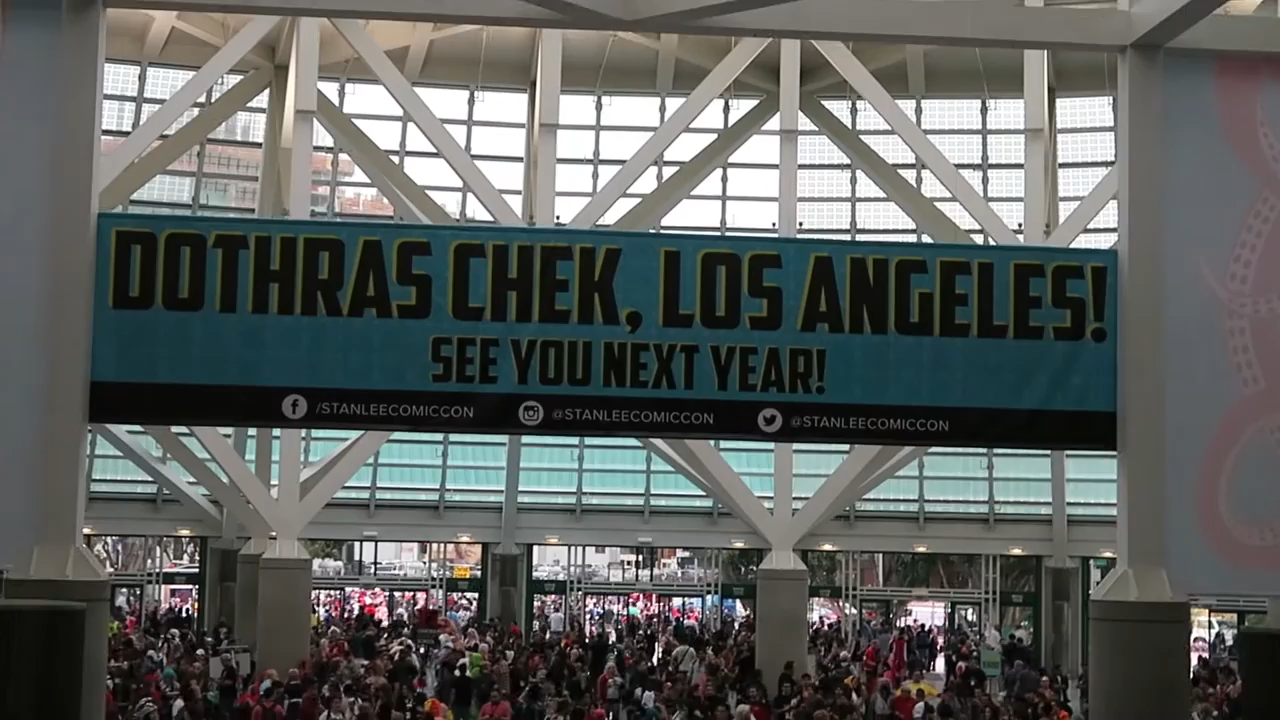 DOTHRAS CHEK, LOS ANGELES!
SEE YOU NEXT YEAR!
/STANLEECOMICCON @STANLEECOMICCON @STANLEECOMICCON